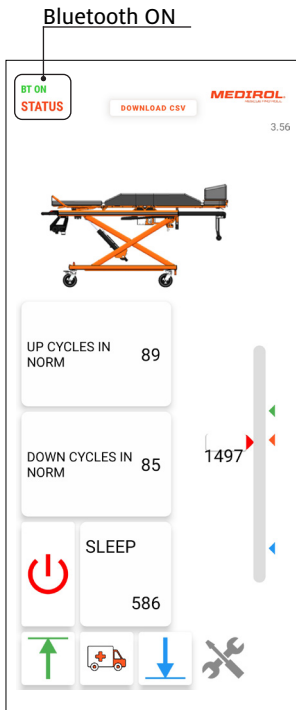 Bluetooth ON
BT ON
STATUS
DOWNLOAD CSV
MEDIROL.
3.56
UP CYCLES IN
NORM
89
DOWN CYCLES IN
NORM
85
1497
SLEEP
586